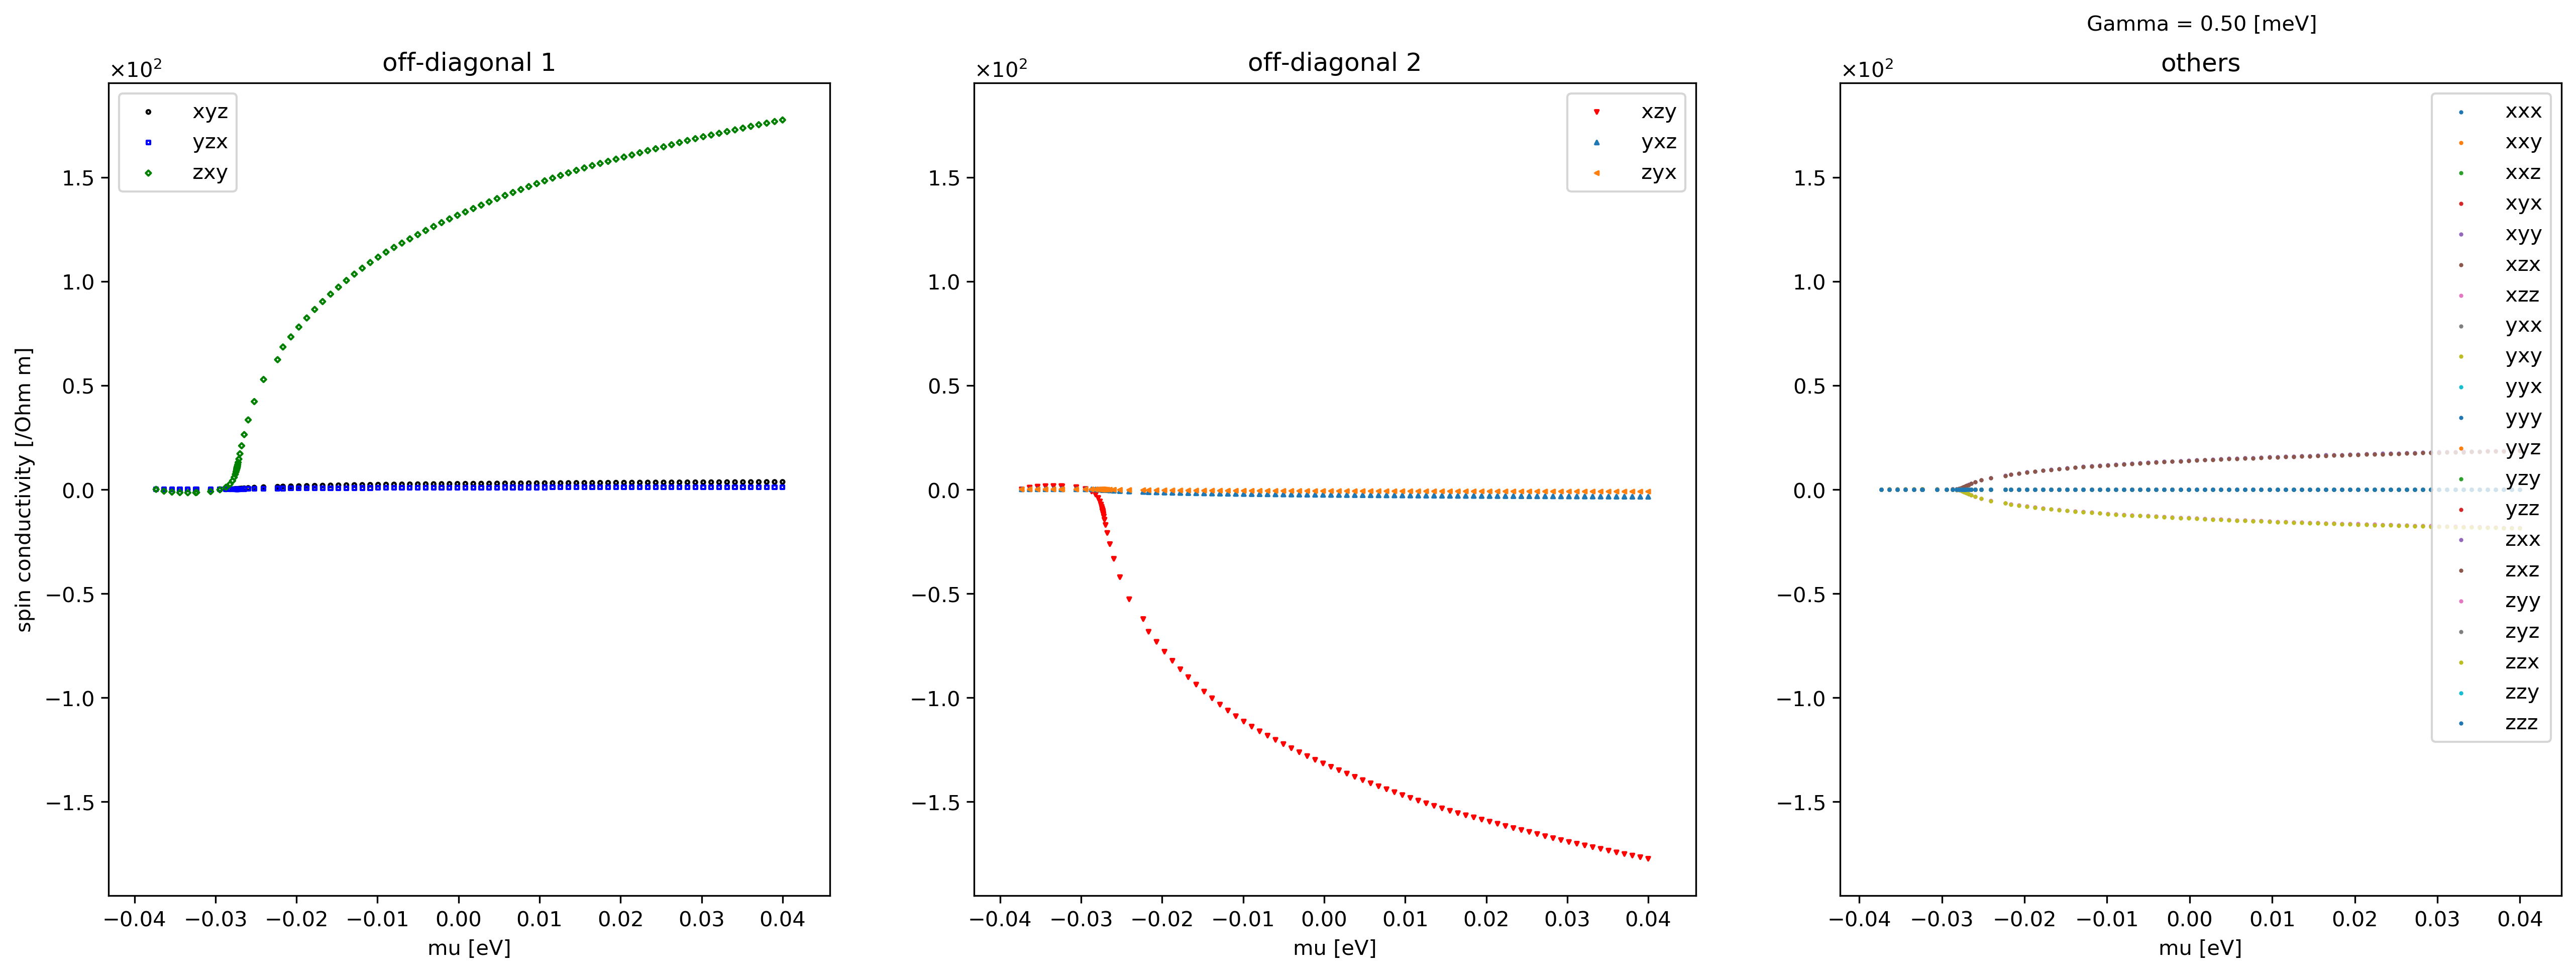 Gamma = 0.50 [meV]
×10²
off-diagonal 1
×10²
off-diagonal 2
×10²
others
xyz
yzx
zxy
xzy
yxz
zyx
xxx
xxy
xxz
xyx
xyy
xzx
xzz
yxx
yxy
yyx
yyy
yyz
yzy
yzz
zxx
zxz
zyy
zyz
zzx
zzy
zzz
spin conductivity [/Ohm m]
1.5
1.0
0.5
0.0
−0.5
−1.0
−1.5
1.5
1.0
0.5
0.0
−0.5
−1.0
−1.5
1.5
1.0
0.5
0.0
−0.5
−1.0
−1.5
−0.04 −0.03 −0.02 −0.01 0.00 0.01 0.02 0.03 0.04
−0.04 −0.03 −0.02 −0.01 0.00 0.01 0.02 0.03 0.04
−0.04 −0.03 −0.02 −0.01 0.00 0.01 0.02 0.03 0.04
mu [eV]
mu [eV]
mu [eV]